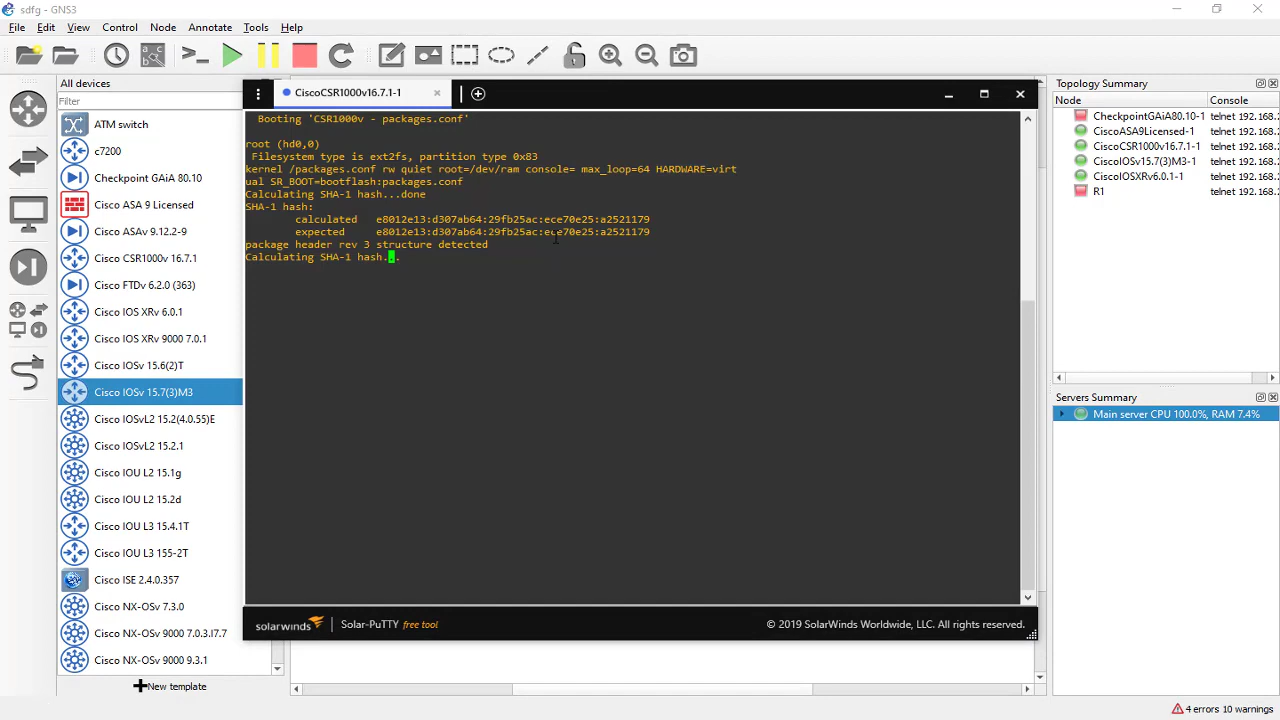 sdfg - GNS3
File Edit View Control Node Annotate Tools Help
All devices
Filter
ATM switch
c7200
Checkpoint GAiA 80.10
Cisco ASA 9 Licensed
Cisco ASAv 9.12.2-9
Cisco CSR1000v 16.7.1
Cisco FTDv 6.2.0 (363)
Cisco IOS XRv 6.0.1
Cisco IOS XRv 9000 7.0.1
Cisco IOSv 15.6(2)T
Cisco IOSv 15.7(3)M3
Cisco IOSvL2 15.2(4.0.55)E
Cisco IOSvL2 15.2.1
Cisco IOU L2 15.1g
Cisco IOU L2 15.2d
Cisco IOU L3 15.4.1T
Cisco IOU L3 155-2T
Cisco ISE 2.4.0.357
Cisco NX-OSv 7.3.0
Cisco NX-OSv 9000 7.0.3.I7.7
Cisco NX-OSv 9000 9.3.1
New template
CiscoCSR1000v16.7.1-1
Booting 'CSR1000v - packages.conf'
root (hd0,0)
Filesystem type is ext2fs, partition type 0x83
kernel /packages.conf rw quiet root=/dev/ram console= max_loop=64 HARDWARE=virt
ual SR_BOOT=bootflash:packages.conf
Calculating SHA-1 hash...done
SHA-1 hash:
calculated e8012e13:d307ab64:29fb25ac:ece70e25:a2521179
expected e8012e13:d307ab64:29fb25ac:ece70e25:a2521179
package header rev 3 structure detected
Calculating SHA-1 hash...
solarwinds Solar-PuTTY free tool
© 2019 SolarWinds Worldwide, LLC. All rights reserved.
Topology Summary
Node Console
CheckpointGAiA80.10-1 telnet 192.168.2
CiscoASA9Licensed-1 telnet 192.168.2
CiscoCSR1000v16.7.1-1 telnet 192.168.2
CiscoIOSv15.7(3)M3-1 telnet 192.168.2
CiscoIOSXRv6.0.1-1 telnet 192.168.2
R1 telnet 192.168.2
Servers Summary
Main server CPU 100.0%, RAM 7.4%
4 errors 10 warnings